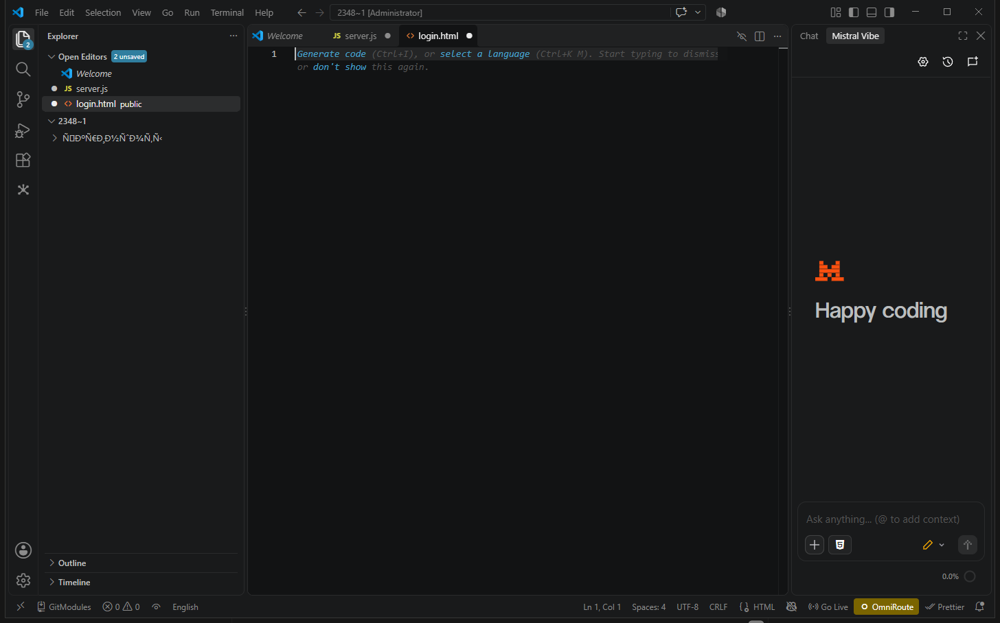 File Edit Selection View Go Run Terminal Help
2348~1 [Administrator]
Explorer
Open Editors 2 unsaved
Welcome
JS server.js
login.html public
2348~1
Outline
Timeline
2
Welcome
JS server.js
login.html
1
Generate code (Ctrl+I), or select a language (Ctrl+K M). Start typing to dismiss
or don't show this again.
Chat Mistral Vibe
Happy coding
Ask anything... (@ to add context)
0.0%
GitModules 0 0 English
Ln 1, Col 1 Spaces: 4 UTF-8 CRLF HTML Go Live OmniRoute Prettier